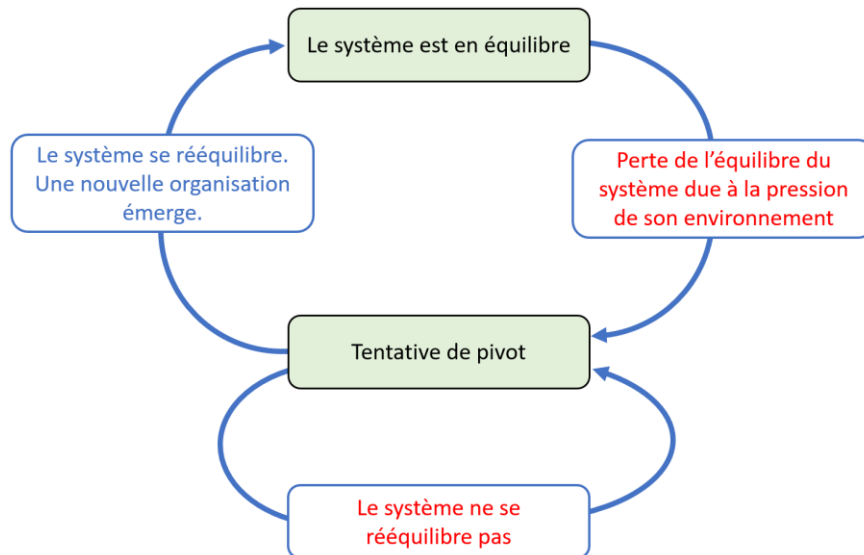 Le système est en équilibre
Le système se rééquilibre.
Une nouvelle organisation
émerge.
Perte de l’équilibre du
système due à la pression
de son environnement
Tentative de pivot
Le système ne se
rééquilibre pas